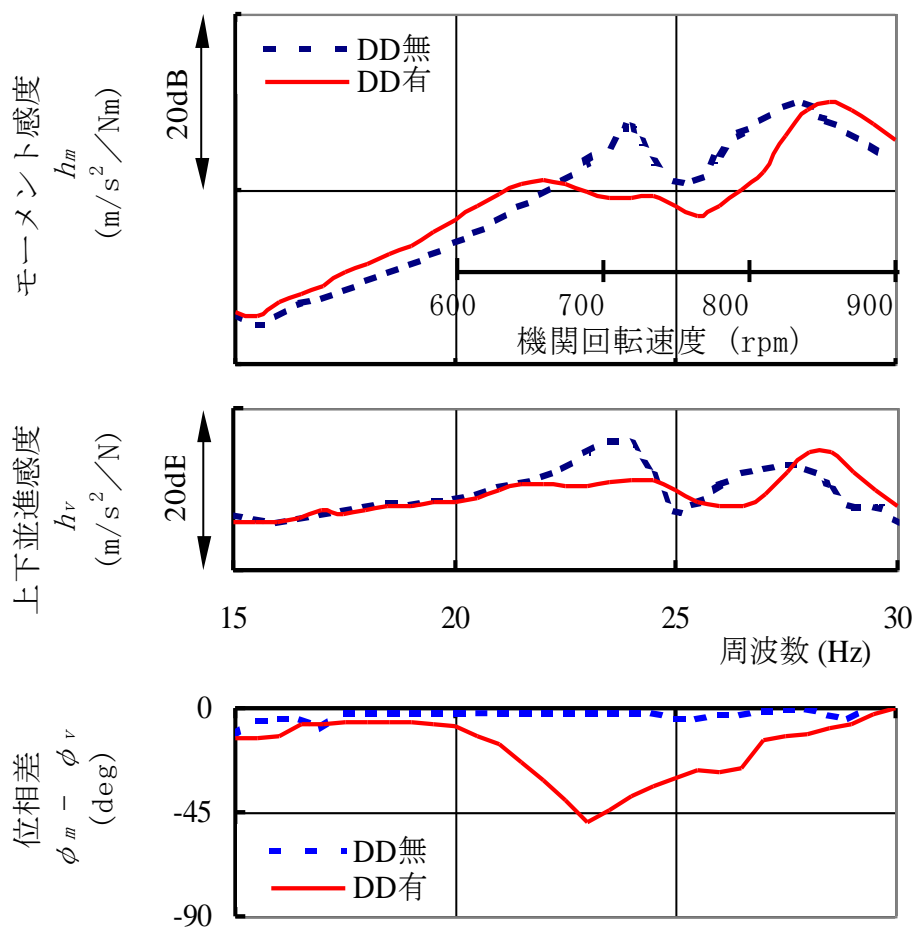 DD無
DD有
20dB
モーメント感度
hm
(m/s²/Nm)
600 700 800 900
機関回転速度 (rpm)
上下並進感度
hv
(m/s²/N)
20dE
15 20 25 30
周波数 (Hz)
位相差
φm − φv
(deg)
0
-45
-90
DD無
DD有